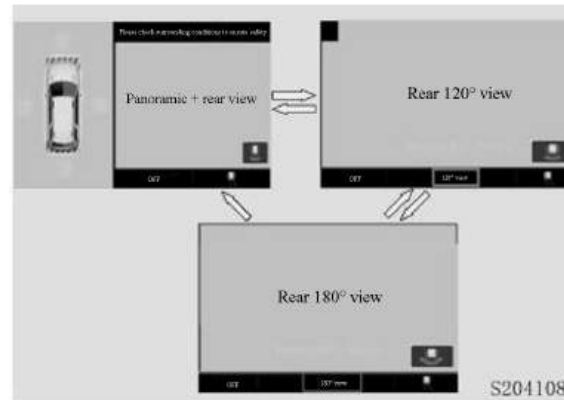 Please check surrounding conditions to ensure safety
Panoramic + rear view
OFF
Rear 120° view
OFF
120° view
Rear 180° view
OFF
180° view
S204108